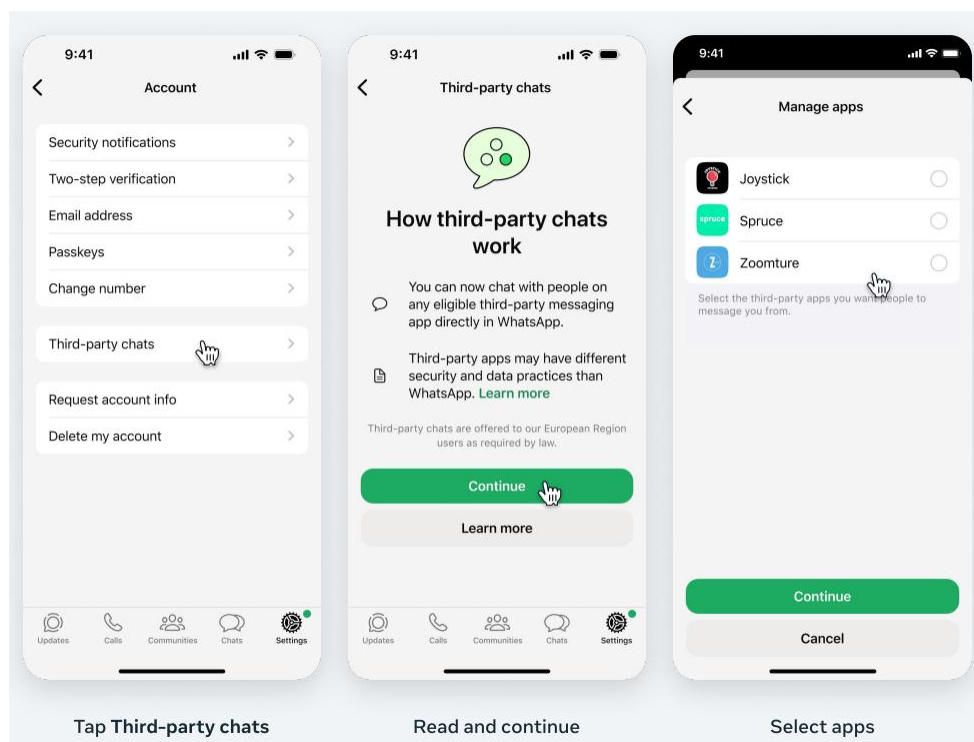 9:41
Account
Security notifications
Two-step verification
Email address
Passkeys
Change number
Third-party chats
Request account info
Delete my account
Updates
Calls
Communities
Chats
Settings
Tap Third-party chats
9:41
Third-party chats
How third-party chats
work
You can now chat with people on
any eligible third-party messaging
app directly in WhatsApp.
Third-party apps may have different
security and data practices than
WhatsApp. Learn more
Third-party chats are offered to our European Region
users as required by law.
Continue
Learn more
Updates
Calls
Communities
Chats
Settings
Read and continue
9:41
Manage apps
Joystick
spruce
Spruce
Z
Zoomture
Select the third-party apps you want people to
message you from.
Continue
Cancel
Select apps